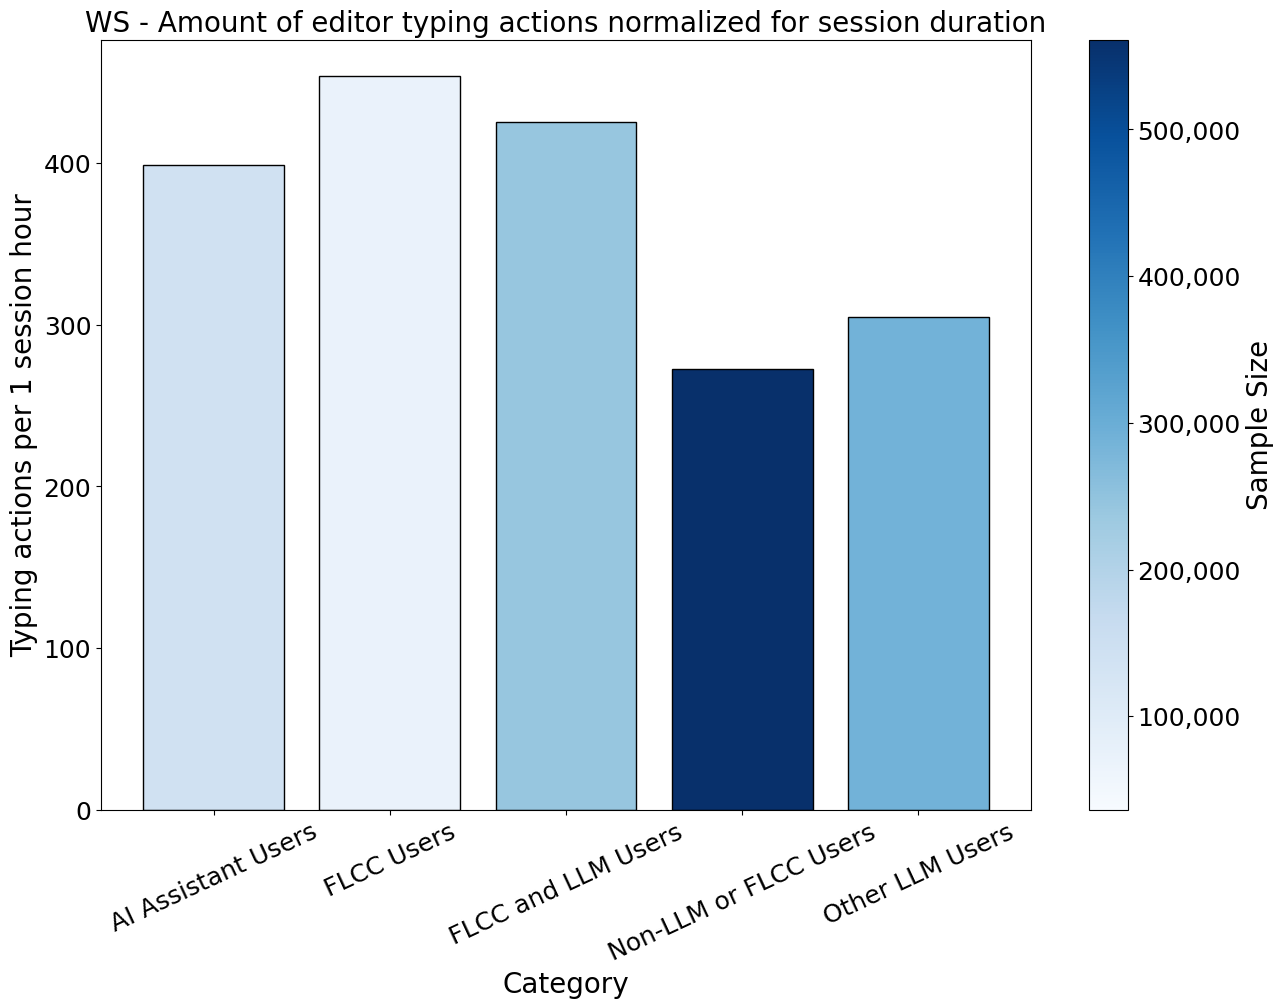 WS - Amount of editor typing actions normalized for session duration
Typing actions per 1 session hour
400
300
200
100
0
AI Assistant Users
FLCC Users
FLCC and LLM Users
Non-LLM or FLCC Users
Other LLM Users
Category
500,000
400,000
300,000
200,000
100,000
Sample Size